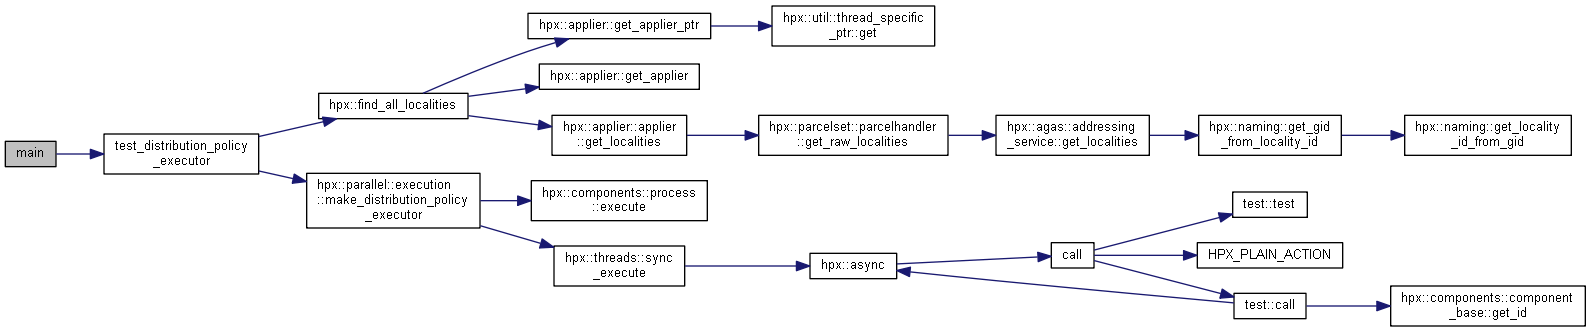 main
test_distribution_policy
_executor
hpx::find_all_localities
hpx::applier::get_applier_ptr
hpx::util::thread_specific
_ptr::get
hpx::applier::get_applier
hpx::applier::applier
::get_localities
hpx::parcelset::parcelhandler
::get_raw_localities
hpx::agas::addressing
_service::get_localities
hpx::naming::get_gid
_from_locality_id
hpx::naming::get_locality
_id_from_gid
hpx::parallel::execution
::make_distribution_policy
_executor
hpx::components::process
::execute
hpx::threads::sync
_execute
hpx::async
call
test::test
HPX_PLAIN_ACTION
test::call
hpx::components::component
_base::get_id